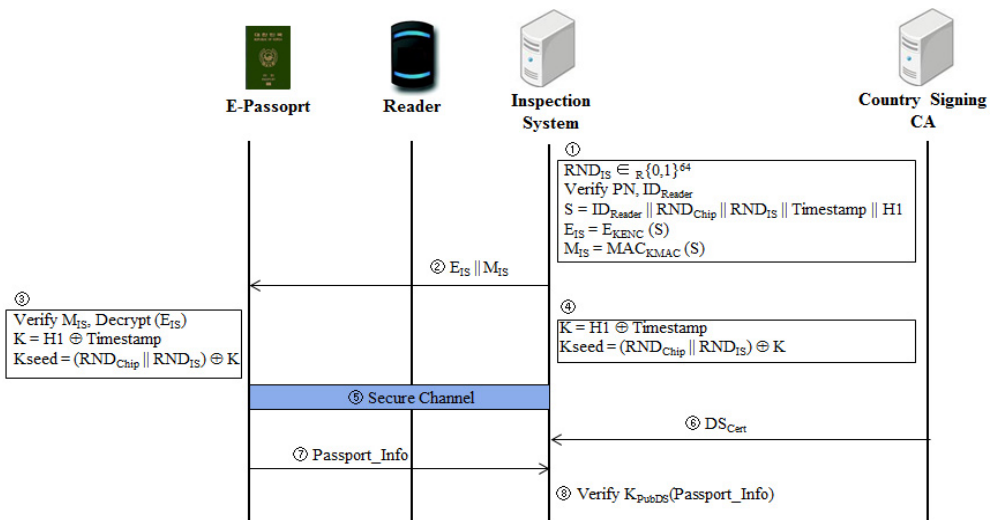 E-Passoprt
Reader
Inspection
System
Country Signing
CA
①
RND_IS ∈ _R{0,1}^64
Verify PN, ID_Reader
S = ID_Reader || RND_Chip || RND_IS || Timestamp || H1
E_IS = E_KENC (S)
M_IS = MAC_KMAC (S)
② E_IS || M_IS
③
Verify M_IS, Decrypt (E_IS)
K = H1 ⊕ Timestamp
Kseed = (RND_Chip || RND_IS) ⊕ K
④
K = H1 ⊕ Timestamp
Kseed = (RND_Chip || RND_IS) ⊕ K
⑤ Secure Channel
⑥ DS_Cert
⑦ Passport_Info
⑧ Verify K_PubDS(Passport_Info)